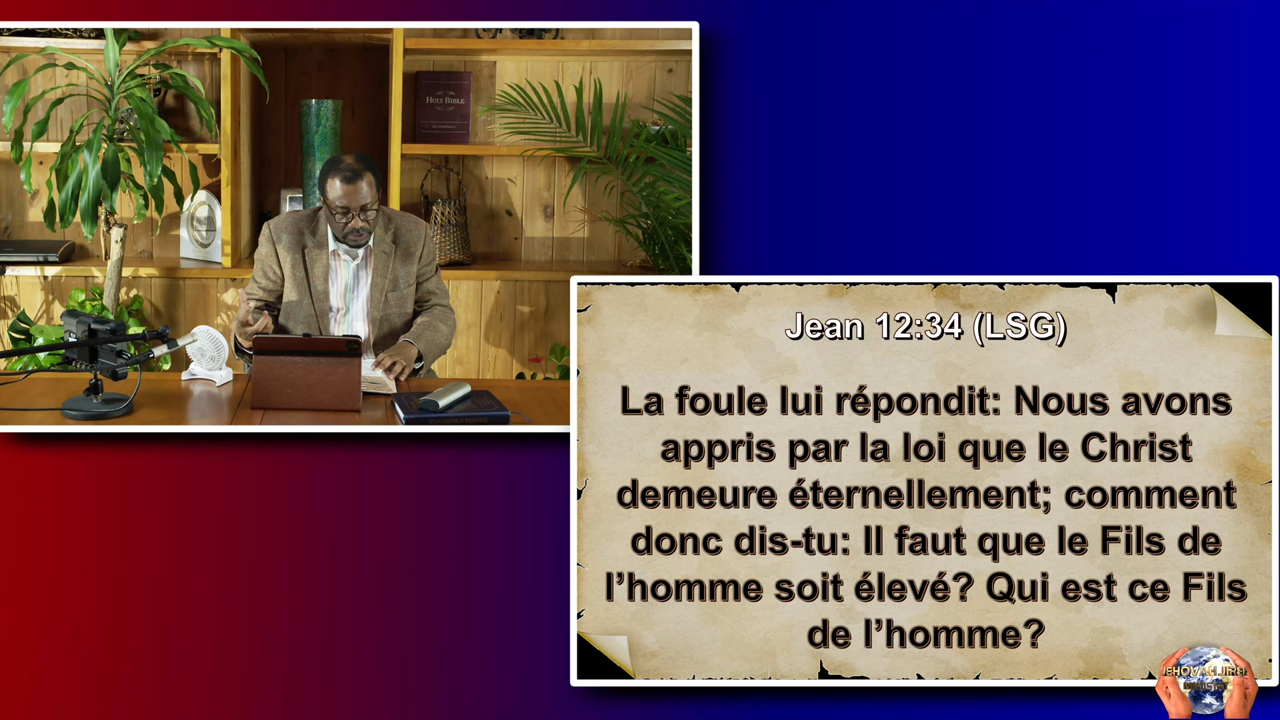 HOLY BIBLE
Jean 12:34 (LSG)
La foule lui répondit: Nous avons
appris par la loi que le Christ
demeure éternellement; comment
donc dis-tu: Il faut que le Fils de
l’homme soit élevé? Qui est ce Fils
de l’homme?
JEHOVAH JIREH
MINISTRY